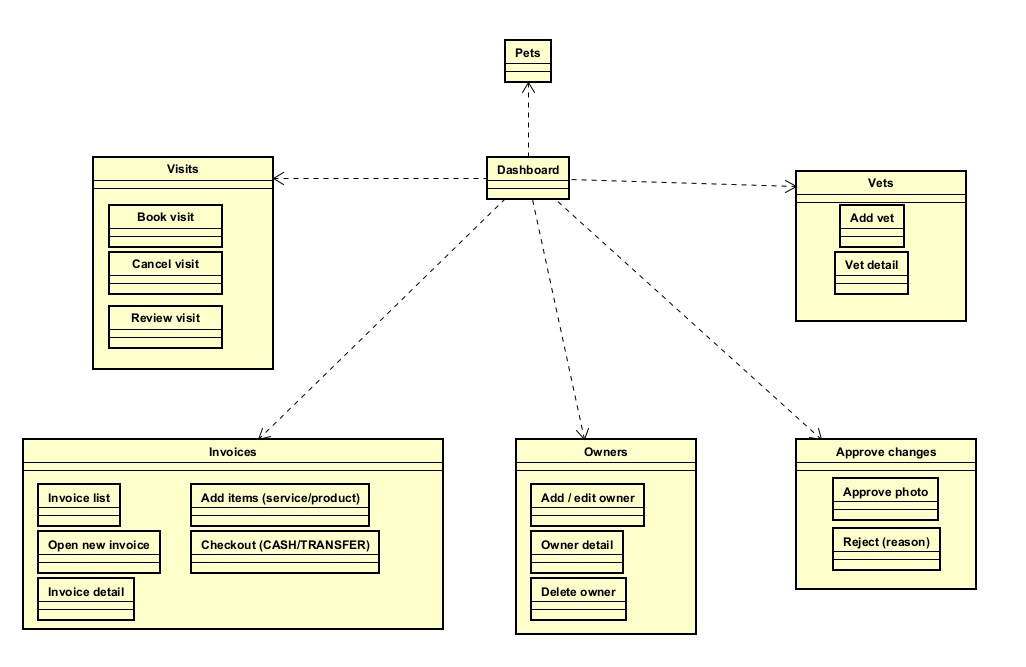 Pets
Dashboard
Visits
Book visit
Cancel visit
Review visit
Vets
Add vet
Vet detail
Invoices
Invoice list
Add items (service/product)
Open new invoice
Checkout (CASH/TRANSFER)
Invoice detail
Owners
Add / edit owner
Owner detail
Delete owner
Approve changes
Approve photo
Reject (reason)